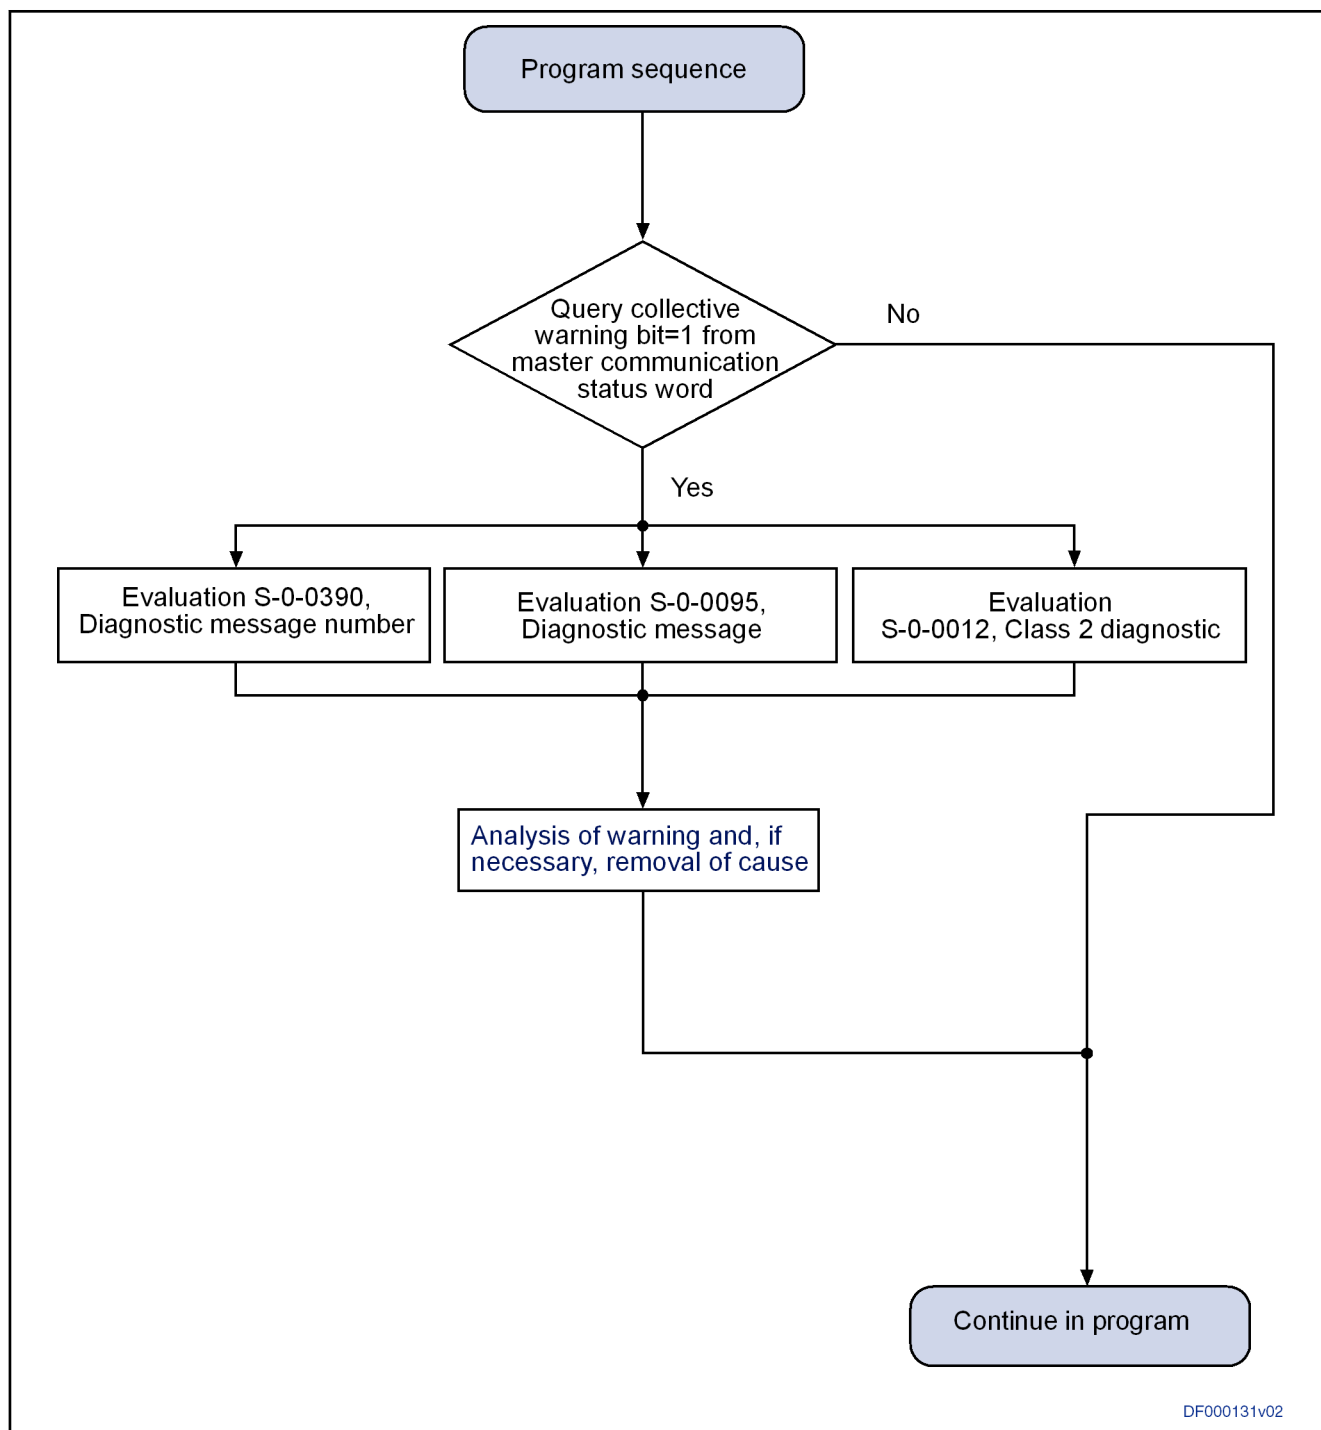 Program sequence
Query collective
warning bit=1 from
master communication
status word
No
Yes
Evaluation S-0-0390,
Diagnostic message number
Evaluation S-0-0095,
Diagnostic message
Evaluation
S-0-0012, Class 2 diagnostic
Analysis of warning and, if
necessary, removal of cause
Continue in program
DF000131v02